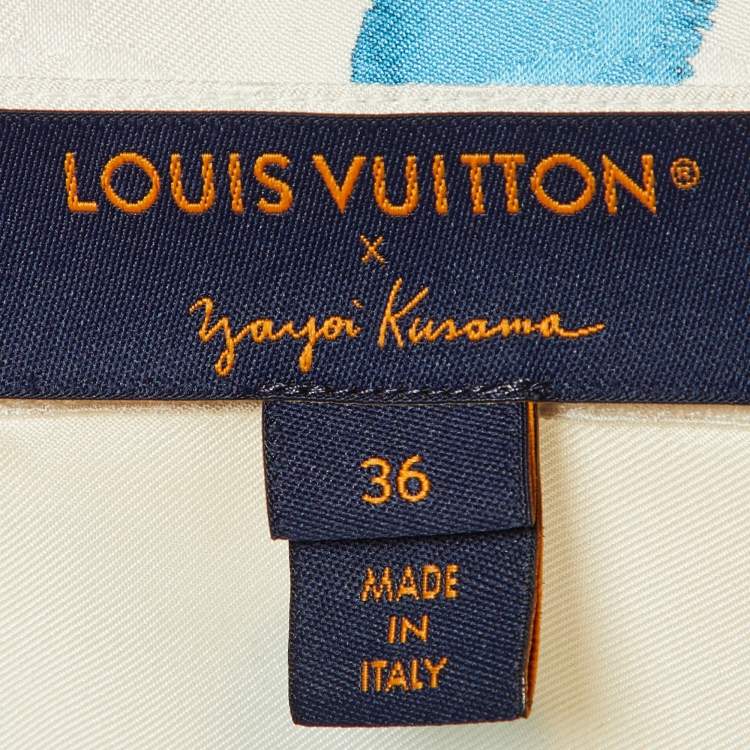 LOUIS VUITTON®
x
Yayoi Kusama
36
MADE
IN
ITALY